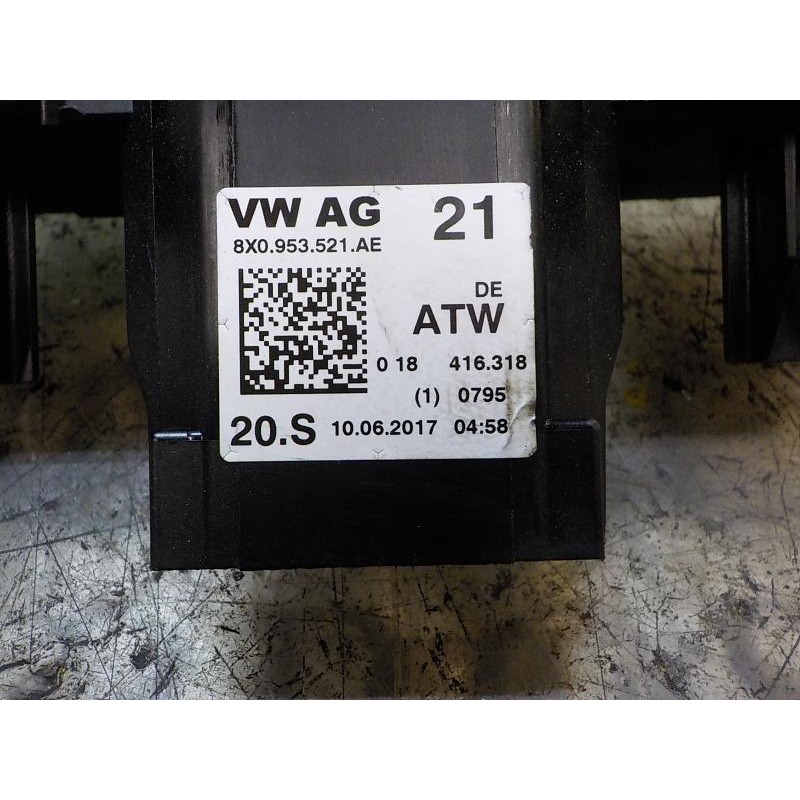 VW AG 21
8X0.953.521.AE
DE
ATW
0 18 416.318
(1) 0795
20.S 10.06.2017 04:58